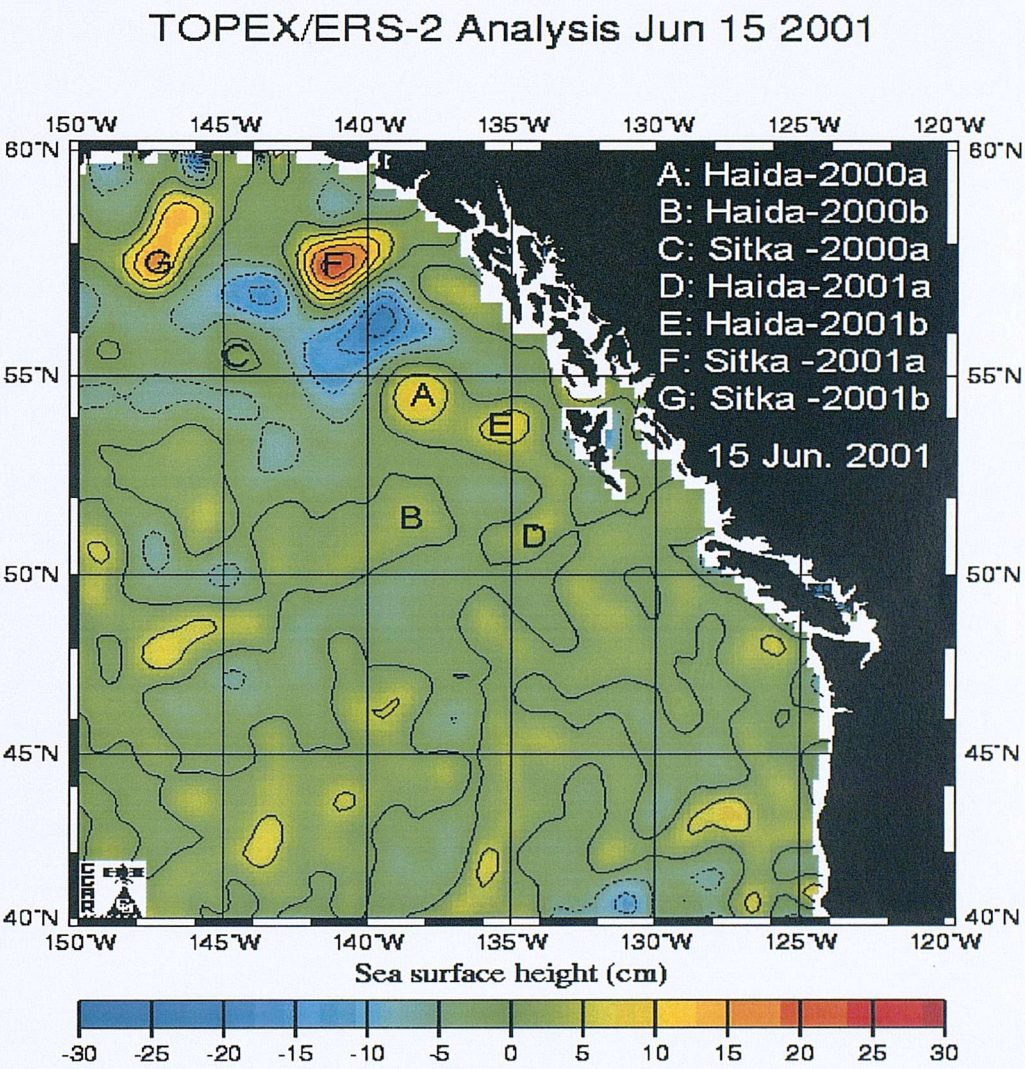 TOPEX/ERS-2 Analysis Jun 15 2001
150˚W 145˚W 140˚W 135˚W 130˚W 125˚W 120˚W
60˚N 60˚N
A: Haida-2000a
B: Haida-2000b
C: Sitka -2000a
D: Haida-2001a
E: Haida-2001b
F: Sitka -2001a
G: Sitka -2001b
15 Jun. 2001
G F
C
55˚N 55˚N
A
E
B
D
50˚N 50˚N
45˚N 45˚N
CCAR
40˚N 40˚N
150˚W 145˚W 140˚W 135˚W 130˚W 125˚W 120˚W
Sea surface height (cm)
-30 -25 -20 -15 -10 -5 0 5 10 15 20 25 30